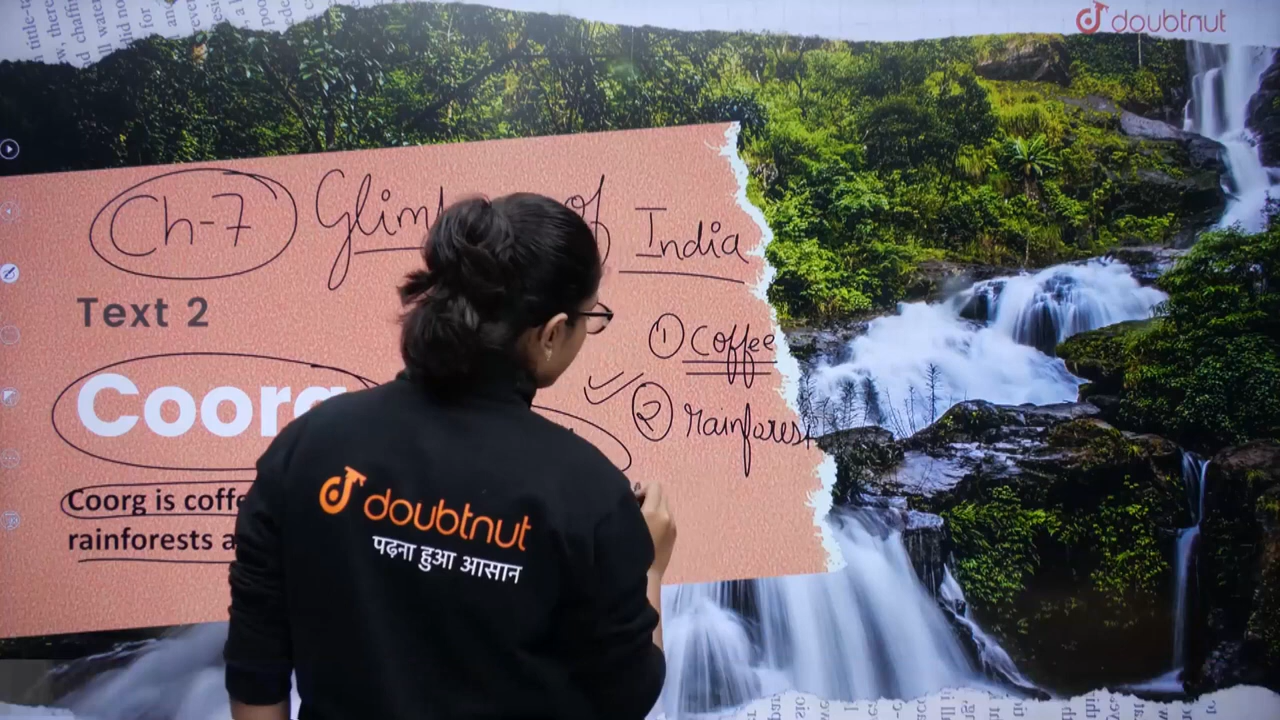 doubtnut
Ch-7 Glim of India
Text 2
① Coffee
Coorg
② rainforest
Coorg is coffe
rainforests a
doubtnut
पढ़ना हुआ आसान